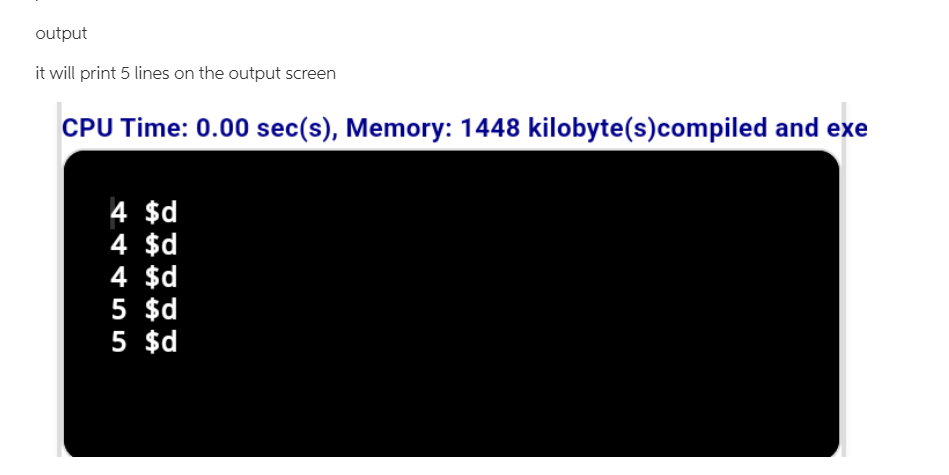 output
it will print 5 lines on the output screen
CPU Time: 0.00 sec(s), Memory: 1448 kilobyte(s)compiled and exe
4 $d
4 $d
4 $d
5 $d
5 $d